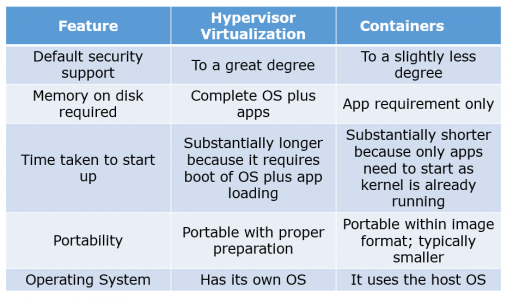 Feature
Hypervisor
Virtualization
Containers
Default security
support
To a great degree
To a slightly less
degree
Memory on disk
required
Complete OS plus
apps
App requirement only
Time taken to start
up
Substantially longer
because it requires
boot of OS plus app
loading
Substantially shorter
because only apps
need to start as
kernel is already
running
Portability
Portable with proper
preparation
Portable within image
format; typically
smaller
Operating System
Has its own OS
It uses the host OS